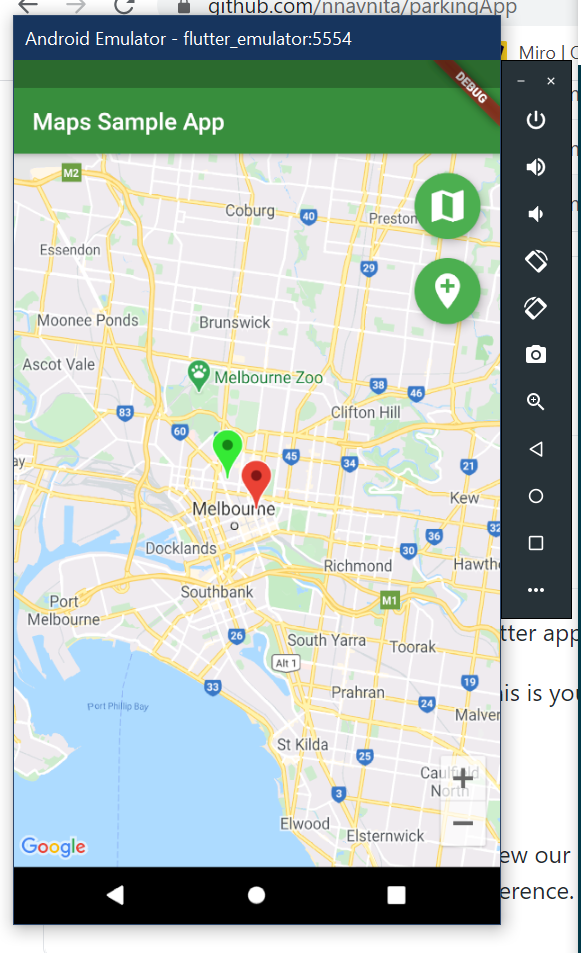 github.com/nnavnita/parkingApp
Android Emulator - flutter_emulator:5554
Miro | C
DEBUG
Maps Sample App
M2
Coburg
40
Preston
Essendon
29
Moonee Ponds
Brunswick
Ascot Vale
Melbourne Zoo
38
46
83
Clifton Hill
60
45
34
21
ay
Kew
Melbourne
32
36
Docklands
30
Richmond
Hawth
Southbank
M1
Port
Melbourne
tter app
26
South Yarra
Toorak
Alt 1
19
33
Prahran
his is you
24
Port Phillip Bay
Malver
St Kilda
25
Caulfield
North
+
3
Elwood
−
Elsternwick
Google
ew our
erence.